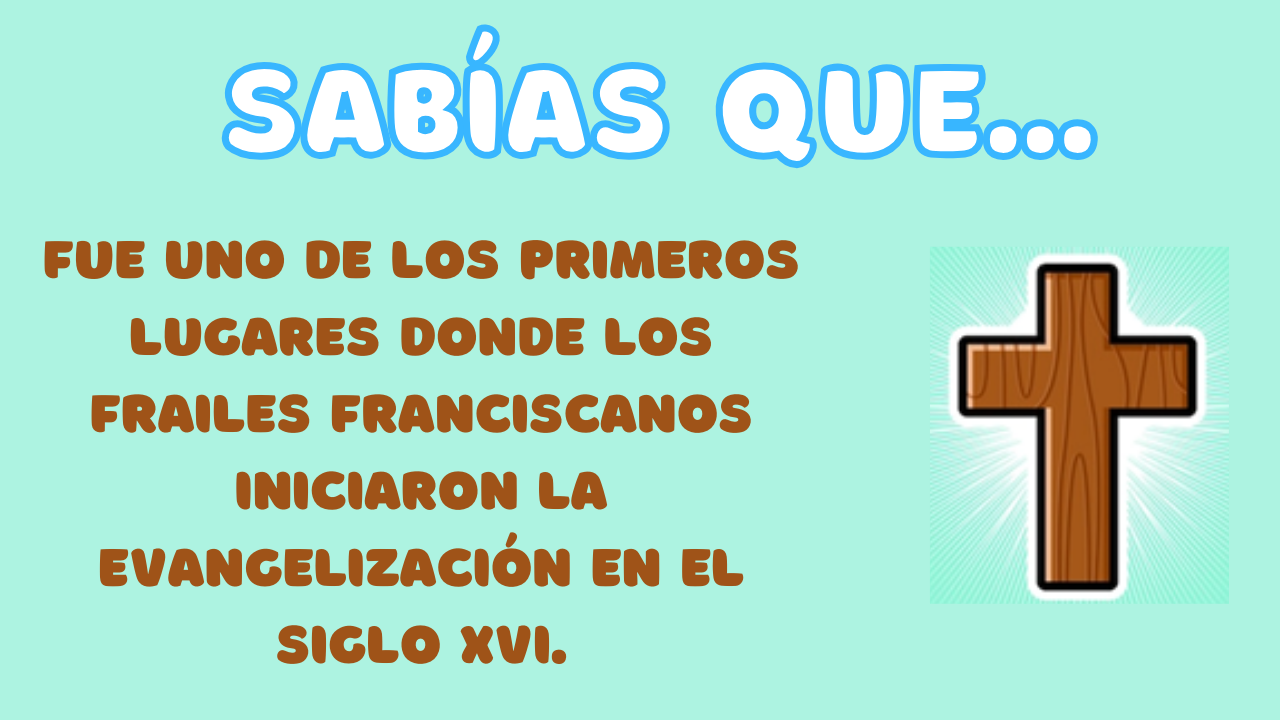 SABÍAS QUE...
FUE UNO DE LOS PRIMEROS
LUGARES DONDE LOS
FRAILES FRANCISCANOS
INICIARON LA
EVANGELIZACIÓN EN EL
SIGLO XVI.